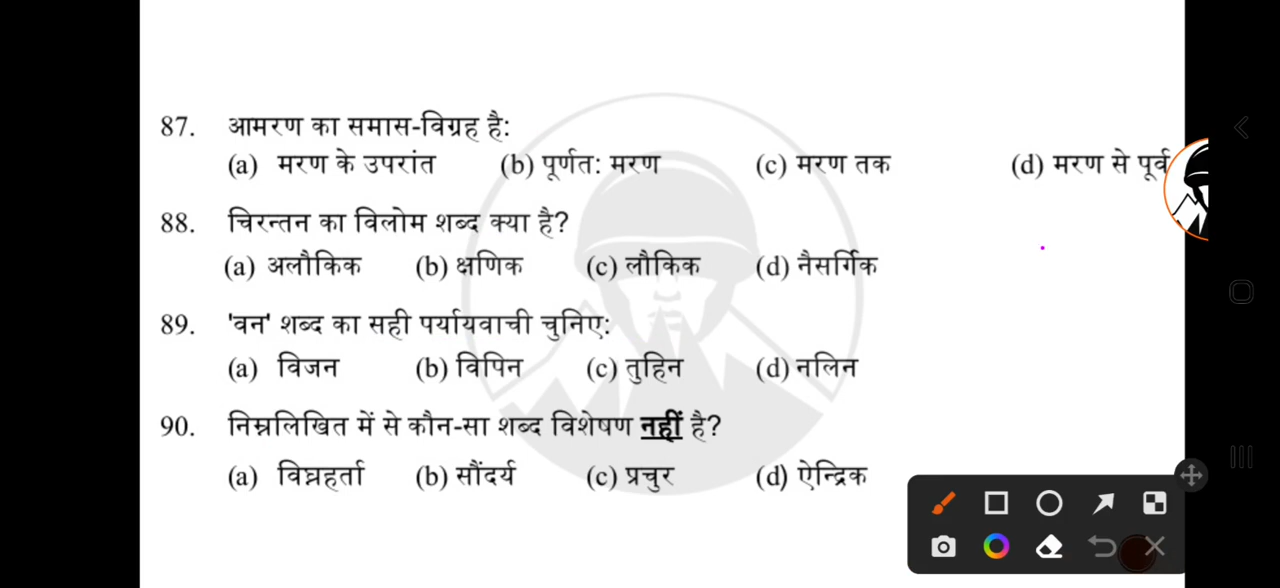 87. आमरण का समास-विग्रह है:
(a) मरण के उपरांत (b) पूर्णत: मरण (c) मरण तक (d) मरण से पूर्व
88. चिरन्तन का विलोम शब्द क्या है?
(a) अलौकिक (b) क्षणिक (c) लौकिक (d) नैसर्गिक
89. 'वन' शब्द का सही पर्यायवाची चुनिए:
(a) विजन (b) विपिन (c) तुहिन (d) नलिन
90. निम्नलिखित में से कौन-सा शब्द विशेषण नहीं है?
(a) विघ्नहर्ता (b) सौंदर्य (c) प्रचुर (d) ऐन्द्रिक